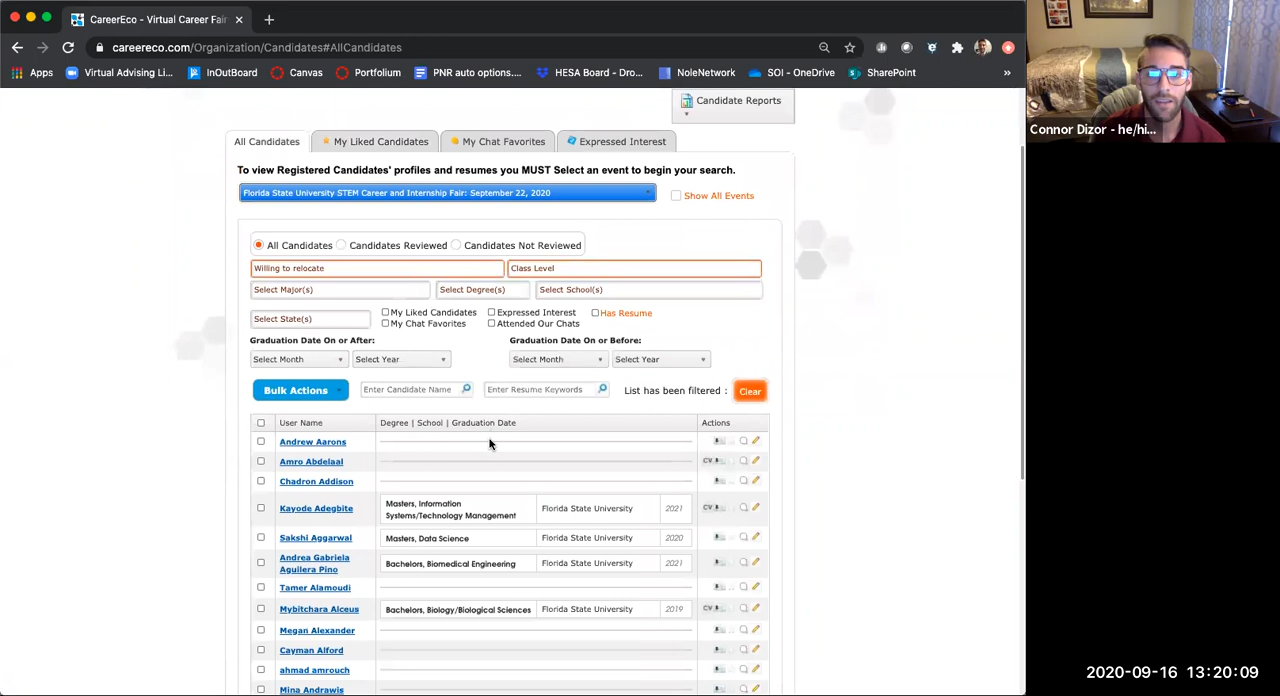 CareerEco - Virtual Career Fair
careereco.com/Organization/Candidates#AllCandidates
Apps Virtual Advising Li... InOutBoard Canvas Portfolium PNR auto options.... HESA Board - Dro... NoleNetwork SOI - OneDrive SharePoint »
Candidate Reports
All Candidates My Liked Candidates My Chat Favorites Expressed Interest
To view Registered Candidates' profiles and resumes you MUST Select an event to begin your search.
Florida State University STEM Career and Internship Fair: September 22, 2020 Show All Events
All Candidates Candidates Reviewed Candidates Not Reviewed
Willing to relocate Class Level
Select Major(s) Select Degree(s) Select School(s)
Select State(s) My Liked Candidates Expressed Interest Has Resume
My Chat Favorites Attended Our Chats
Graduation Date On or After: Graduation Date On or Before:
Select Month Select Year Select Month Select Year
Bulk Actions Enter Candidate Name Enter Resume Keywords List has been filtered : Clear
User Name Degree | School | Graduation Date Actions
Andrew Aarons
Amro Abdelaal CV
Chadron Addison
Kayode Adegbite Masters, Information Systems/Technology Management Florida State University 2021 CV
Sakshi Aggarwal Masters, Data Science Florida State University 2020
Andrea Gabriela Aguilera Pino Bachelors, Biomedical Engineering Florida State University 2021
Tamer Alamoudi
Mybitchara Alceus Bachelors, Biology/Biological Sciences Florida State University 2019 CV
Megan Alexander
Cayman Alford
ahmad amrouch
Mina Andrawis
Connor Dizor - he/hi...
2020-09-16 13:20:09